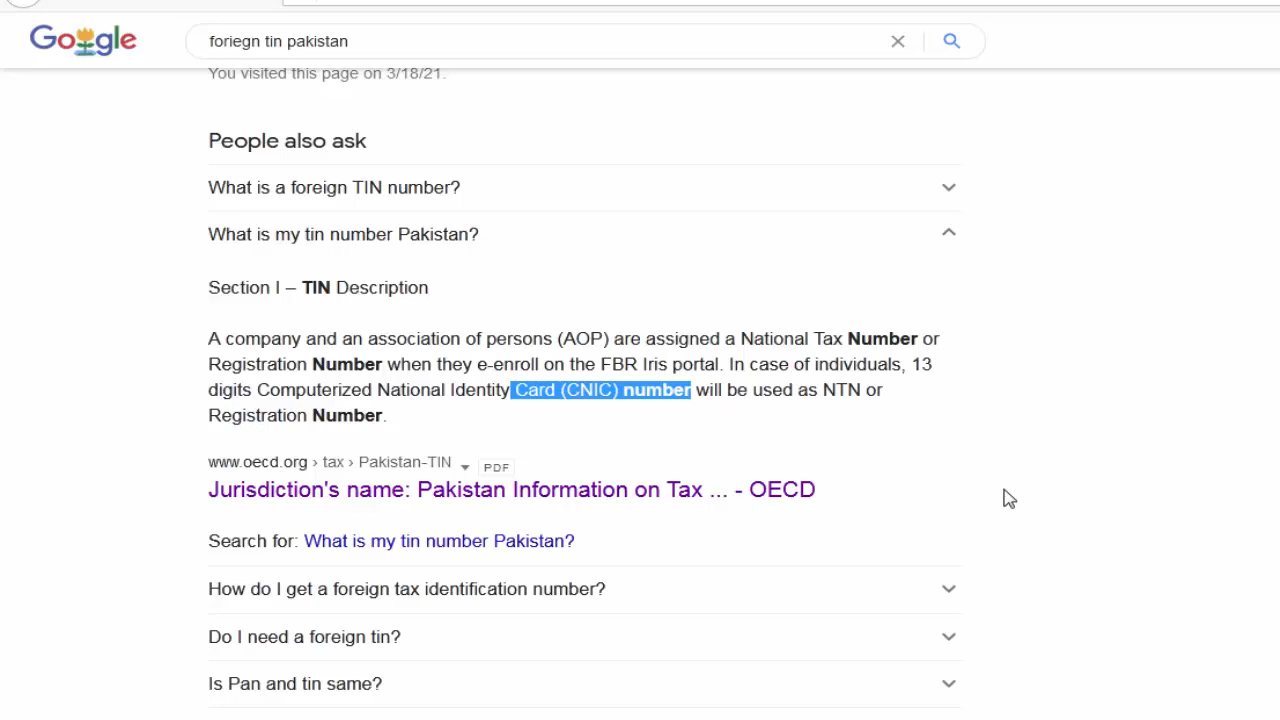 Google
foriegn tin pakistan
You visited this page on 3/18/21.
People also ask
What is a foreign TIN number?
What is my tin number Pakistan?
Section I – TIN Description
A company and an association of persons (AOP) are assigned a National Tax Number or
Registration Number when they e-enroll on the FBR Iris portal. In case of individuals, 13
digits Computerized National Identity Card (CNIC) number will be used as NTN or
Registration Number.
www.oecd.org › tax › Pakistan-TIN PDF
Jurisdiction's name: Pakistan Information on Tax ... - OECD
Search for: What is my tin number Pakistan?
How do I get a foreign tax identification number?
Do I need a foreign tin?
Is Pan and tin same?